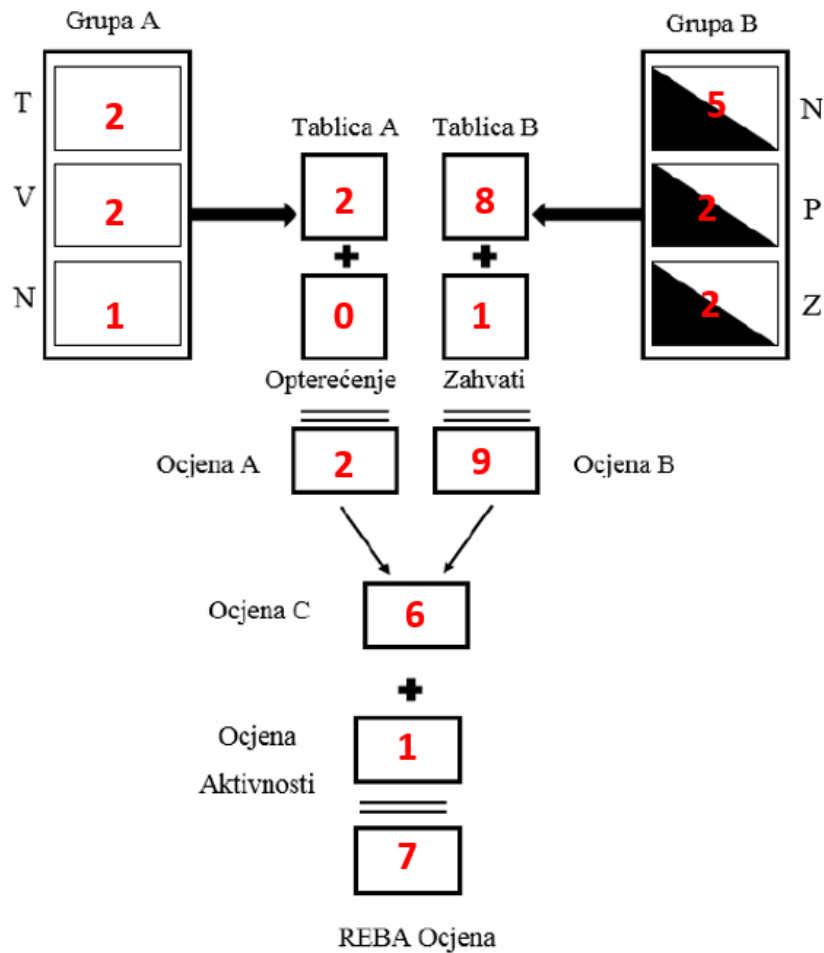 Grupa A
Grupa B
T
2
V
2
N
1
Tablica A
Tablica B
2
8
0
1
Opterećenje
Zahvati
5
N
2
P
2
Z
Ocjena A
2
9
Ocjena B
Ocjena C
6
Ocjena
Aktivnosti
1
7
REBA Ocjena